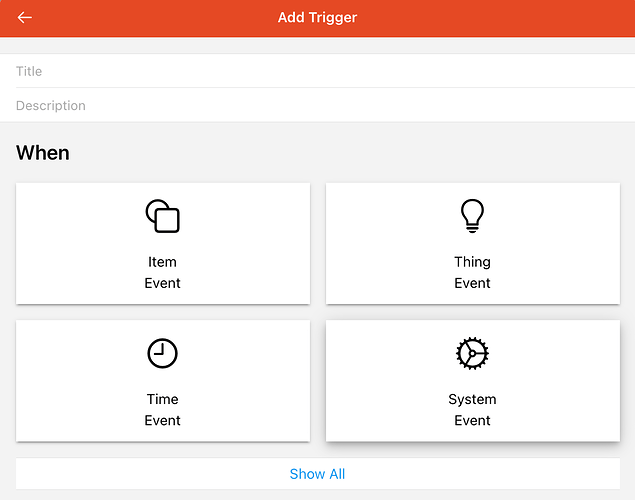 Add Trigger
Title
Description
When
Item
Event
Thing
Event
Time
Event
System
Event
Show All